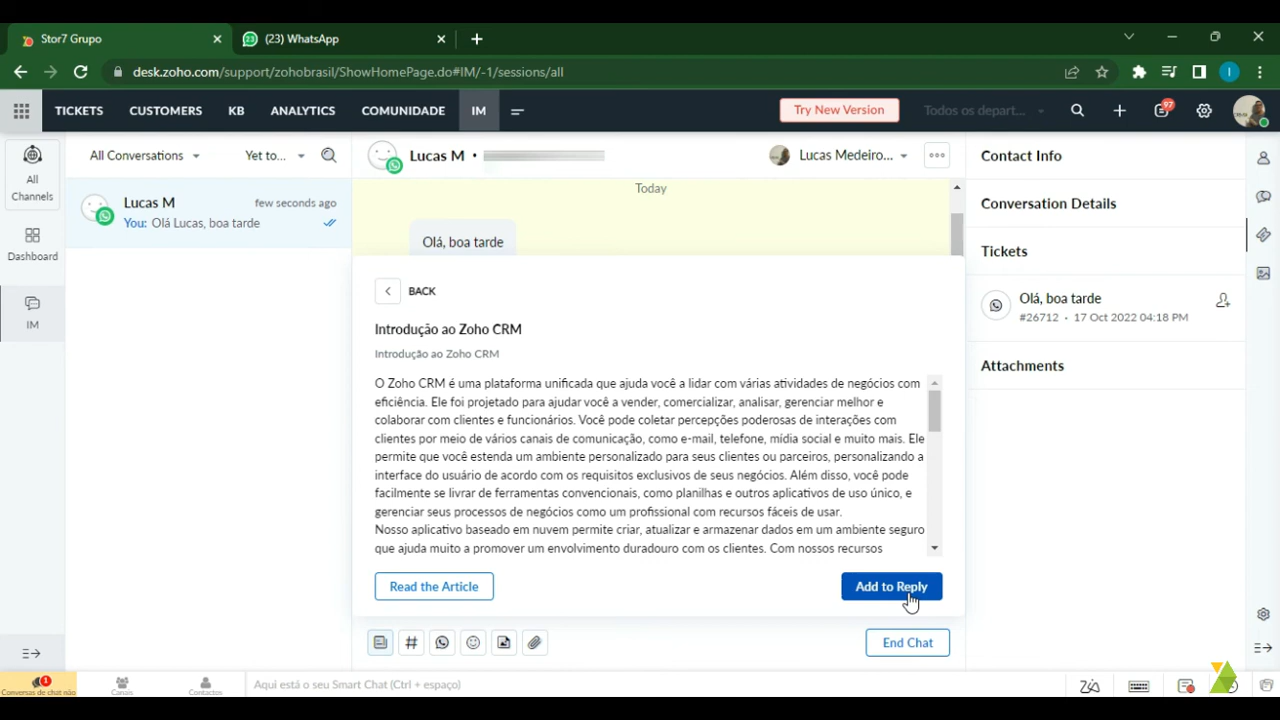 Stor7 Grupo
(23) WhatsApp
desk.zoho.com/support/zohobrasil/ShowHomePage.do#IM/-1/sessions/all
TICKETS CUSTOMERS KB ANALYTICS COMUNIDADE IM
Try New Version
Todos os depart...
97
All Channels
Dashboard
IM
All Conversations
Yet to...
Lucas M
few seconds ago
You: Olá Lucas, boa tarde
Lucas M •
Lucas Medeiro...
Today
Olá, boa tarde
BACK
Introdução ao Zoho CRM
Introdução ao Zoho CRM
O Zoho CRM é uma plataforma unificada que ajuda você a lidar com várias atividades de negócios com
eficiência. Ele foi projetado para ajudar você a vender, comercializar, analisar, gerenciar melhor e
colaborar com clientes e funcionários. Você pode coletar percepções poderosas de interações com
clientes por meio de vários canais de comunicação, como e-mail, telefone, mídia social e muito mais. Ele
permite que você estenda um ambiente personalizado para seus clientes ou parceiros, personalizando a
interface do usuário de acordo com os requisitos exclusivos de seus negócios. Além disso, você pode
facilmente se livrar de ferramentas convencionais, como planilhas e outros aplicativos de uso único, e
gerenciar seus processos de negócios como um profissional com recursos fáceis de usar.
Nosso aplicativo baseado em nuvem permite criar, atualizar e armazenar dados em um ambiente seguro
que ajuda muito a promover um envolvimento duradouro com os clientes. Com nossos recursos
Read the Article
Add to Reply
End Chat
Contact Info
Conversation Details
Tickets
Olá, boa tarde
#26712 • 17 Oct 2022 04:18 PM
Attachments
1
Conversas de chat não
Canais
Contactos
Aqui está o seu Smart Chat (Ctrl + espaço)